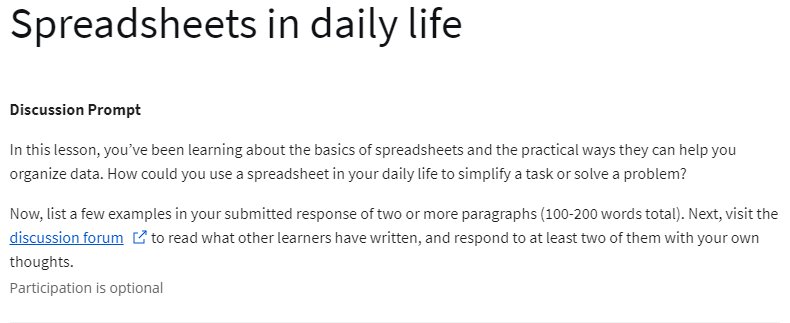 Spreadsheets in daily life
Discussion Prompt
In this lesson, you've been learning about the basics of spreadsheets and the practical ways they can help you
organize data. How could you use a spreadsheet in your daily life to simplify a task or solve a problem?
Now, list a few examples in your submitted response of two or more paragraphs (100-200 words total). Next, visit the
discussion forum to read what other learners have written, and respond to at least two of them with your own
thoughts.
Participation is optional